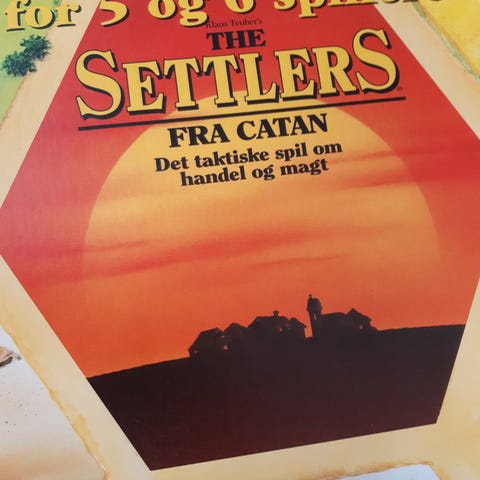 for 5 og 6 spillere
Klaus Teuber's
THE
SETTLERS
FRA CATAN
Det taktiske spil om
handel og magt